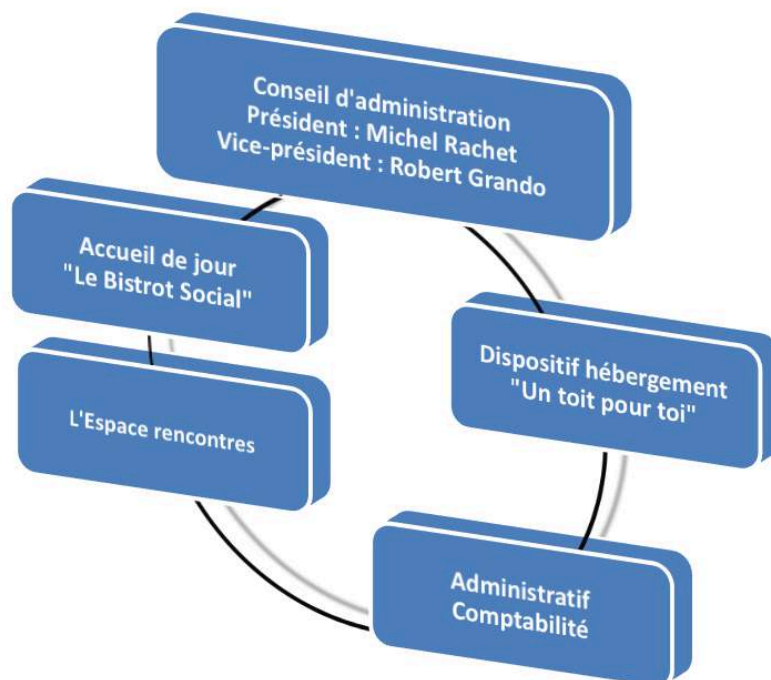 Conseil d'administration
Président : Michel Rachet
Vice-président : Robert Grando
Accueil de jour
"Le Bistrot Social"
Dispositif hébergement
"Un toit pour toi"
L'Espace rencontres
Administratif
Comptabilité